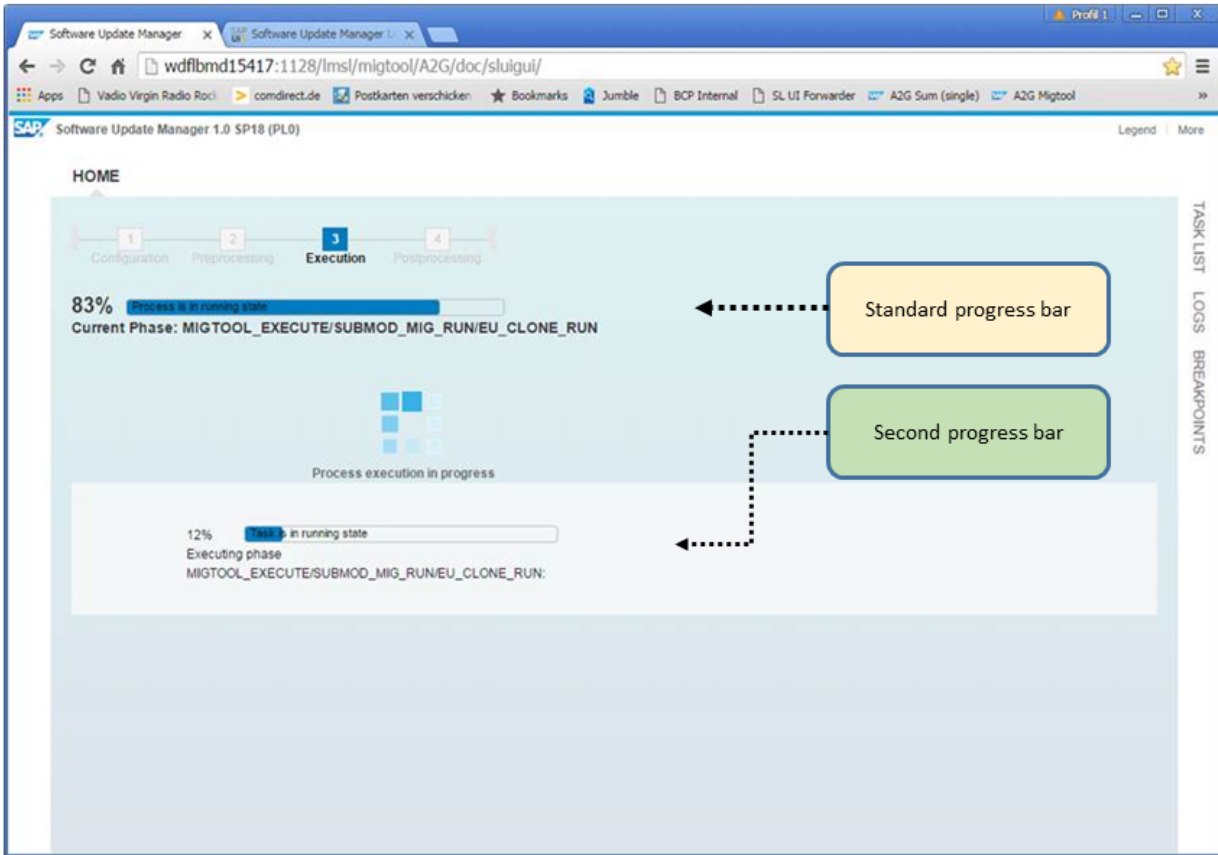 Profil 1
Software Update Manager
Software Update Manager U
wdflbmd15417:1128/lmsl/migtool/A2G/doc/sluigui/
Apps Vadio Virgin Radio Rock comdirect.de Postkarten verschicken Bookmarks Jumble BCP Internal SL UI Forwarder A2G Sum (single) A2G Migtool »
SAP Software Update Manager 1.0 SP18 (PL0) Legend More
HOME
1 2 3 4
Configuration Preprocessing Execution Postprocessing
83% Process is in running state
Current Phase: MIGTOOL_EXECUTE/SUBMOD_MIG_RUN/EU_CLONE_RUN
Standard progress bar
Second progress bar
Process execution in progress
12% Task is in running state
Executing phase
MIGTOOL_EXECUTE/SUBMOD_MIG_RUN/EU_CLONE_RUN:
TASK LIST
LOGS
BREAKPOINTS